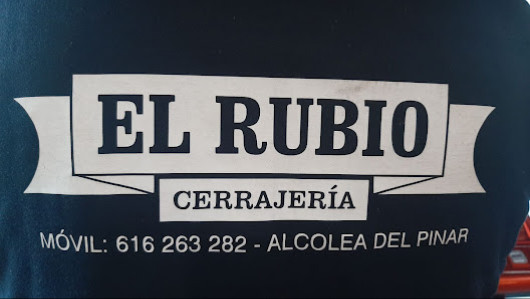 EL RUBIO
CERRAJERÍA
MÓVIL: 616 263 282 - ALCOLEA DEL PINAR